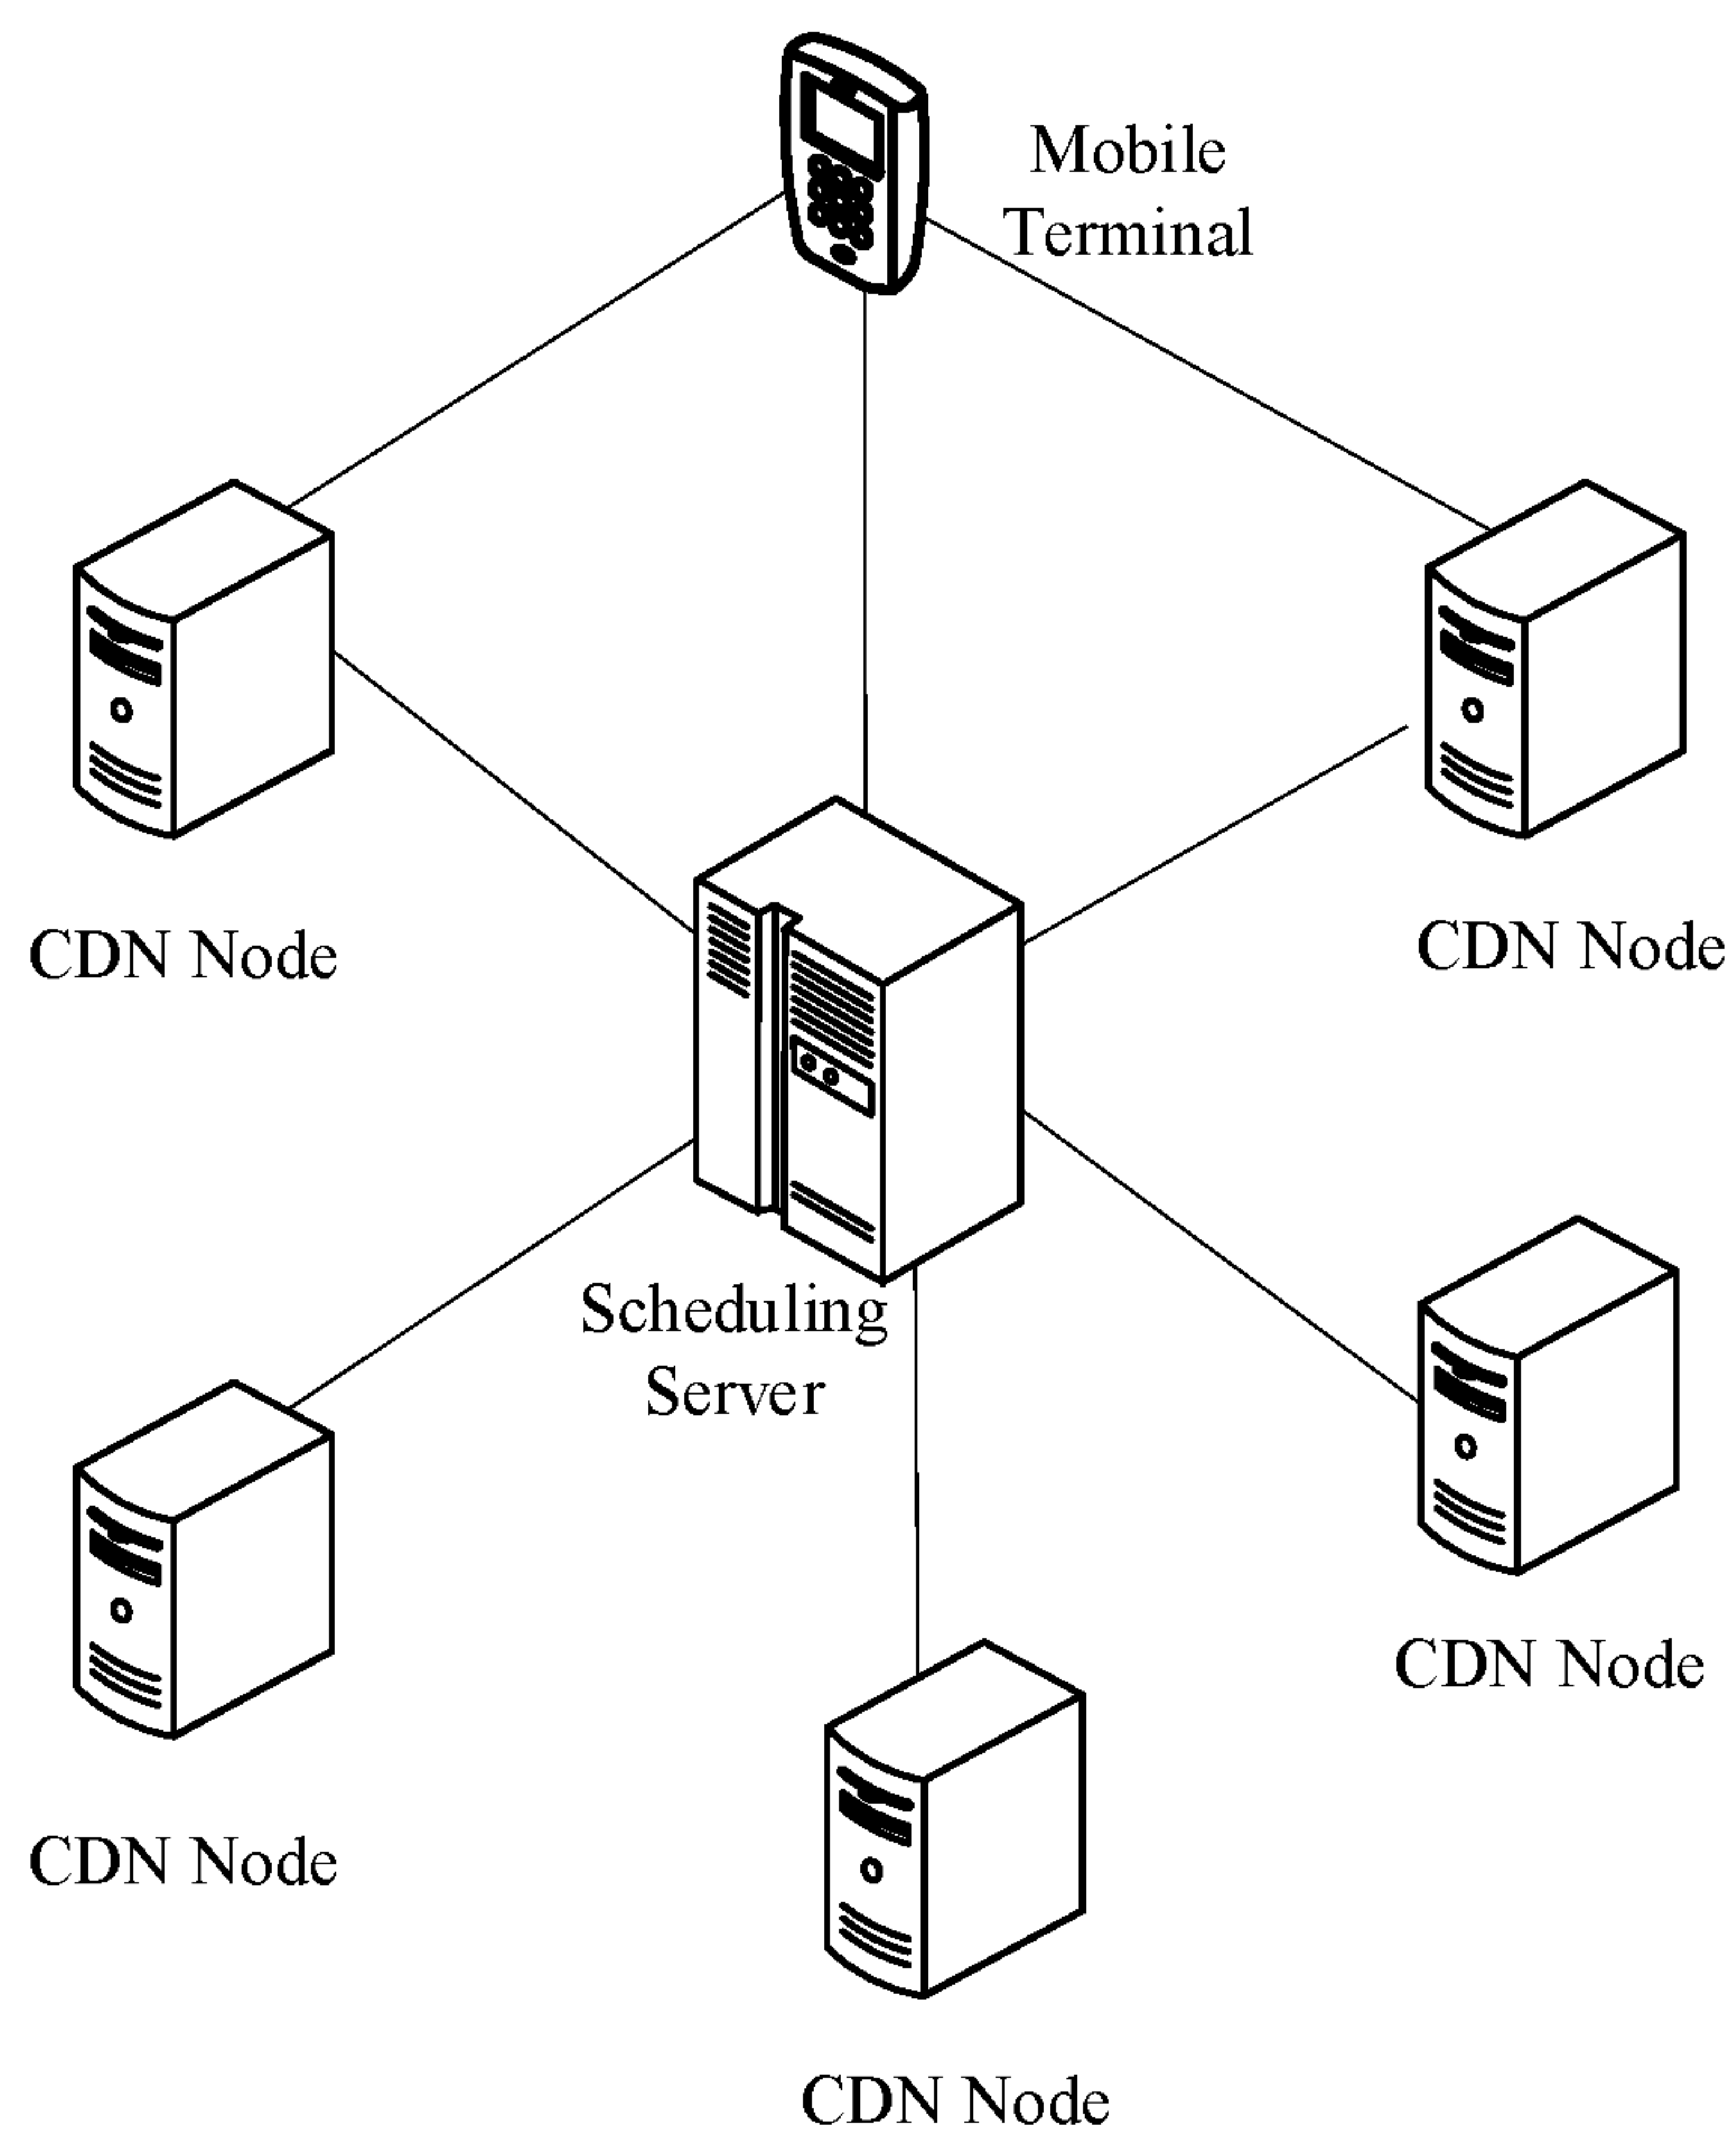 Mobile
Terminal
CDN Node
CDN Node
Scheduling
Server
CDN Node
CDN Node
CDN Node